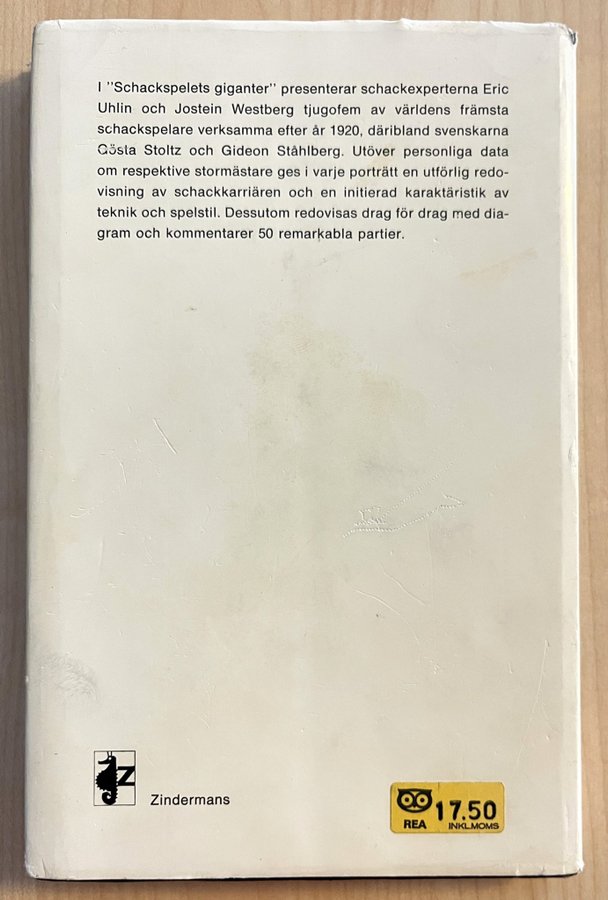 I "Schackspelets giganter" presenterar schackexperterna Eric
Uhlin och Jostein Westberg tjugofem av världens främsta
schackspelare verksamma efter år 1920, däribland svenskarna
Gösta Stoltz och Gideon Ståhlberg. Utöver personliga data
om respektive stormästare ges i varje porträtt en utförlig redo-
visning av schackkarriären och en initierad karaktäristik av
teknik och spelstil. Dessutom redovisas drag för drag med dia-
gram och kommentarer 50 remarkabla partier.
Z
Zindermans
17.50
REA
INKL.MOMS